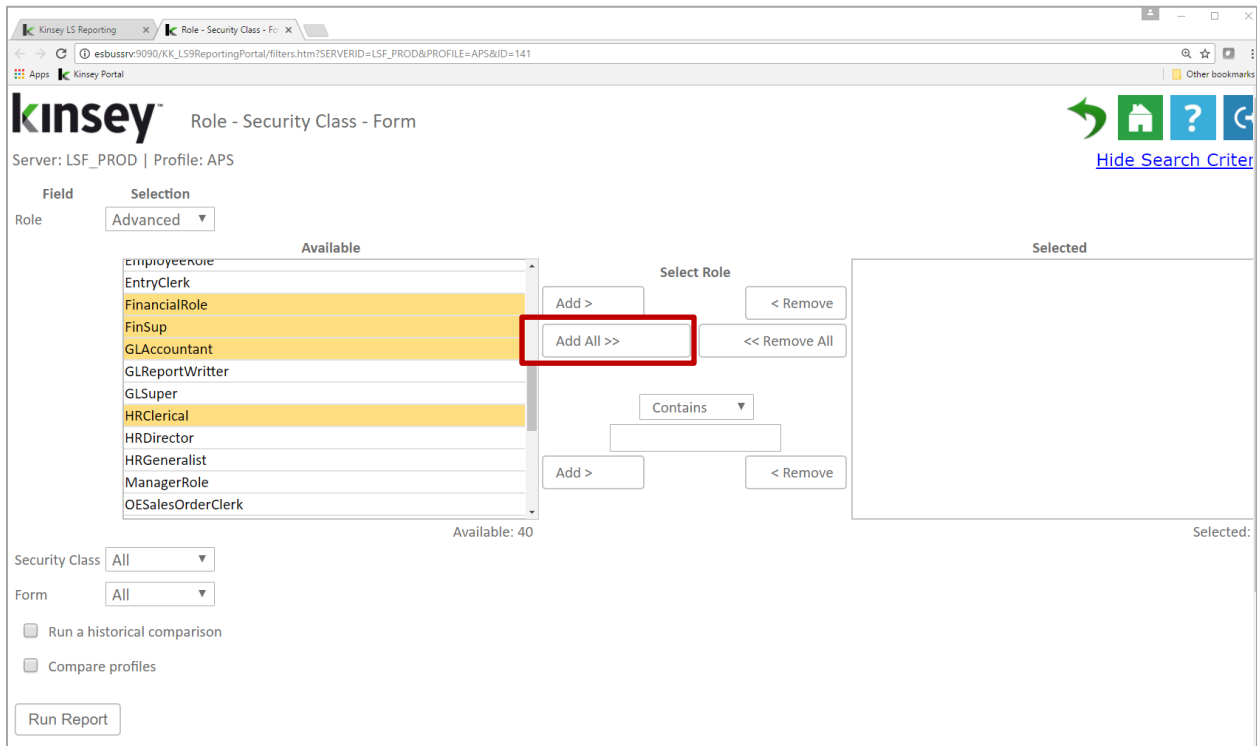 Kinsey LS Reporting
Role - Security Class - Fo
esbussrv:9090/KK_LS9ReportingPortal/filters.htm?SERVERID=LSF_PROD&PROFILE=APS&ID=141
Apps Kinsey Portal Other bookmarks
kinsey™ Role - Security Class - Form
Server: LSF_PROD | Profile: APS Hide Search Criter
Field Selection
Role Advanced
Available Selected
EmployeeRole
Select Role
EntryClerk
FinancialRole
Add > < Remove
FinSup
Add All >> << Remove All
GLAccountant
GLReportWritter
GLSuper
Contains
HRClerical
HRDirector
HRGeneralist
Add > < Remove
ManagerRole
OESalesOrderClerk
Available: 40 Selected:
Security Class All
Form All
Run a historical comparison
Compare profiles
Run Report